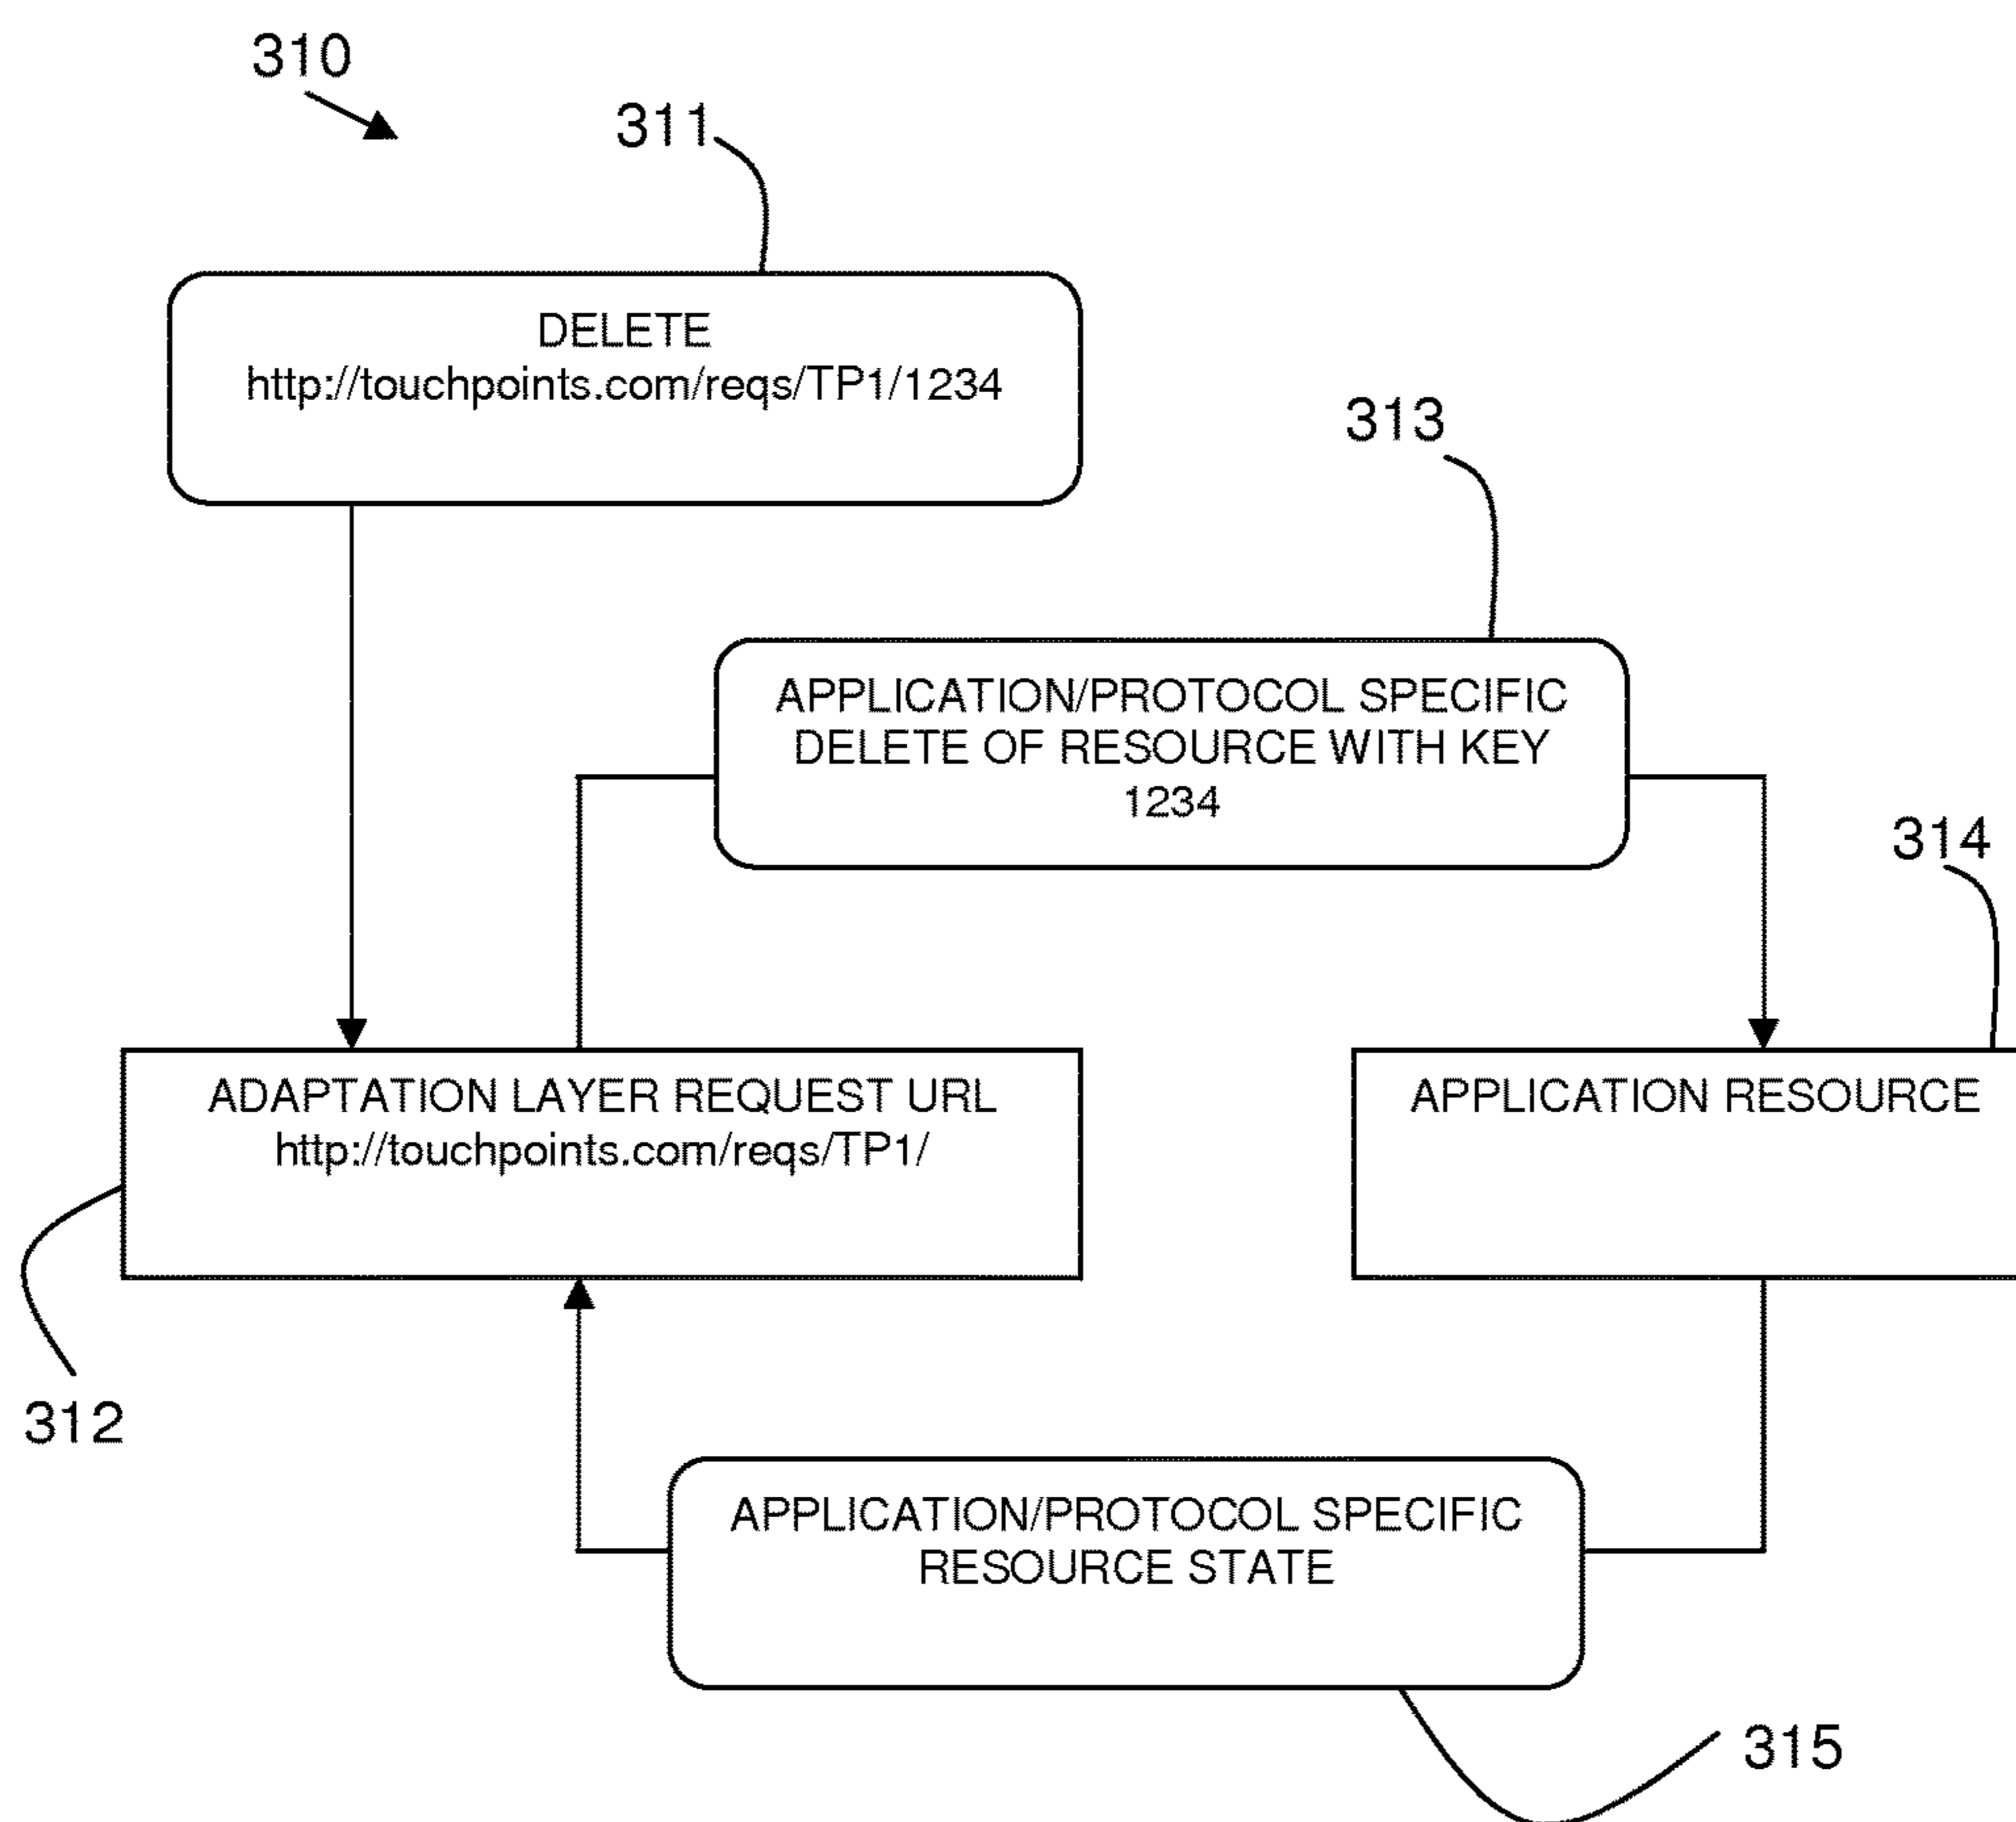 310
311
DELETE
http://touchpoints.com/reqs/TP1/1234
313
APPLICATION/PROTOCOL SPECIFIC
DELETE OF RESOURCE WITH KEY
1234
314
ADAPTATION LAYER REQUEST URL
http://touchpoints.com/reqs/TP1/
APPLICATION RESOURCE
312
APPLICATION/PROTOCOL SPECIFIC
RESOURCE STATE
315